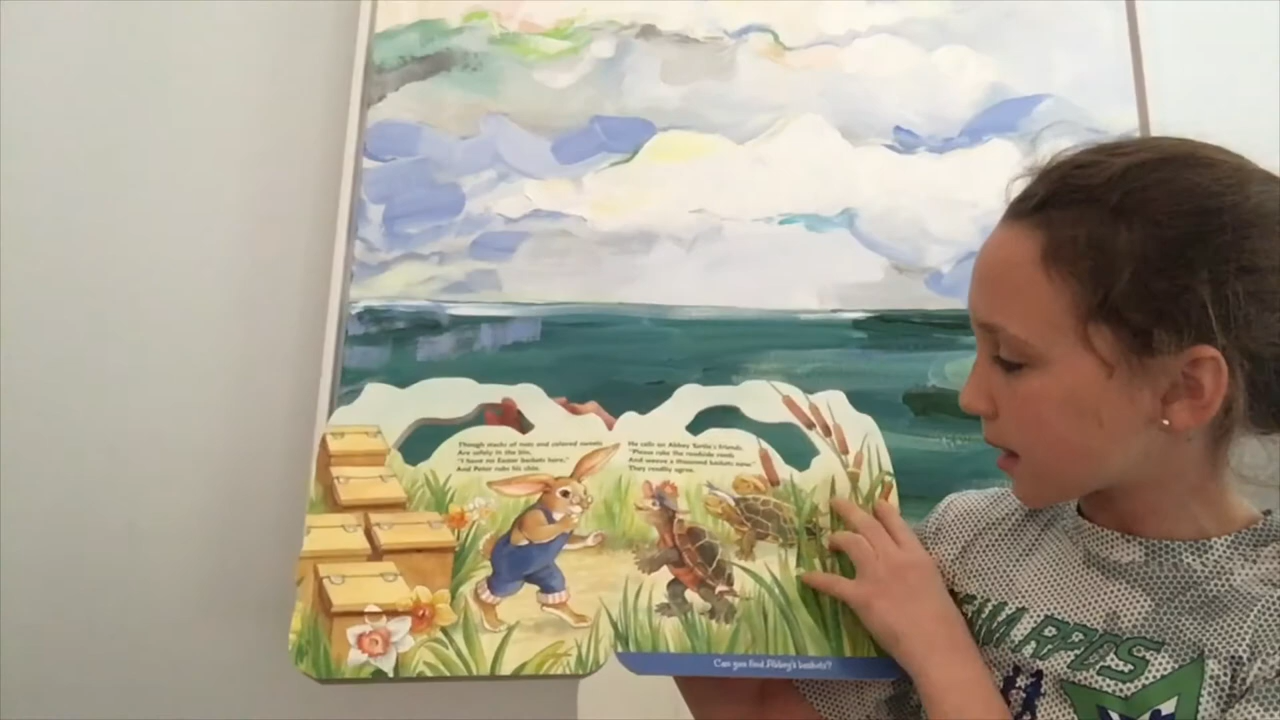 Though stacks of nuts and colored sweets
Are safely in the bin,
"I have no Easter baskets here,"
And Peter rubs his chin.
He calls on Abbey Turtle's friends,
"Please take the roadside reeds
And weave a thousand baskets now."
They readily agree.
Can you find Abbey's baskets?
RPCS